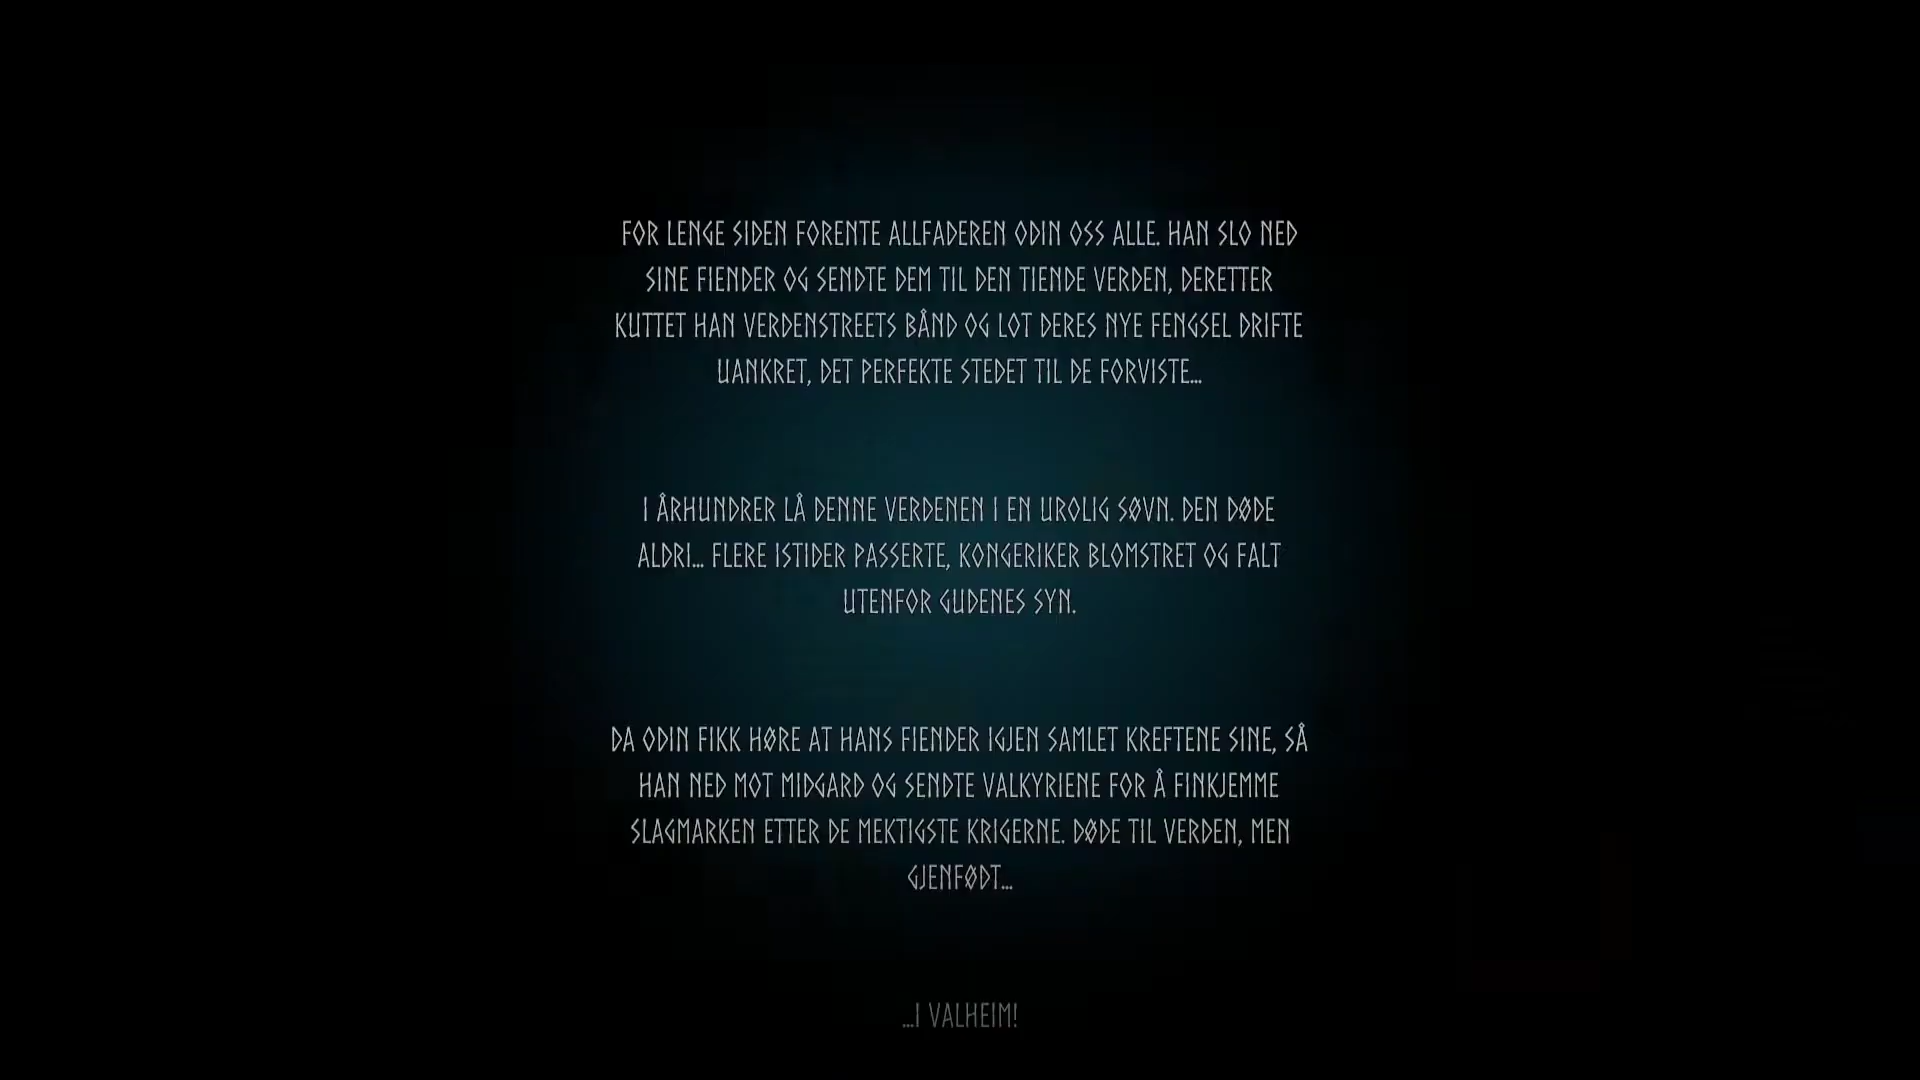 FOR LENGE SIDEN FORENTE ALLFADEREN ODIN OSS ALLE. HAN SLO NED
SINE FIENDER OG SENDTE DEM TIL DEN TIENDE VERDEN, DERETTER
KUTTET HAN VERDENSTREETS BÅND OG LOT DERES NYE FENGSEL DRIFTE
UANKRET, DET PERFEKTE STEDET TIL DE FORVISTE...
I ÅRHUNDRER LÅ DENNE VERDENEN I EN UROLIG SØVN. DEN DØDE
ALDRI... FLERE ISTIDER PASSERTE, KONGERIKER BLOMSTRET OG FALT
UTENFOR GUDENES SYN.
DA ODIN FIKK HØRE AT HANS FIENDER IGJEN SAMLET KREFTENE SINE, SÅ
HAN NED MOT MIDGARD OG SENDTE VALKYRIENE FOR Å FINKJEMME
SLAGMARKEN ETTER DE MEKTIGSTE KRIGERNE. DØDE TIL VERDEN, MEN
GJENFØDT...
...I VALHEIM!